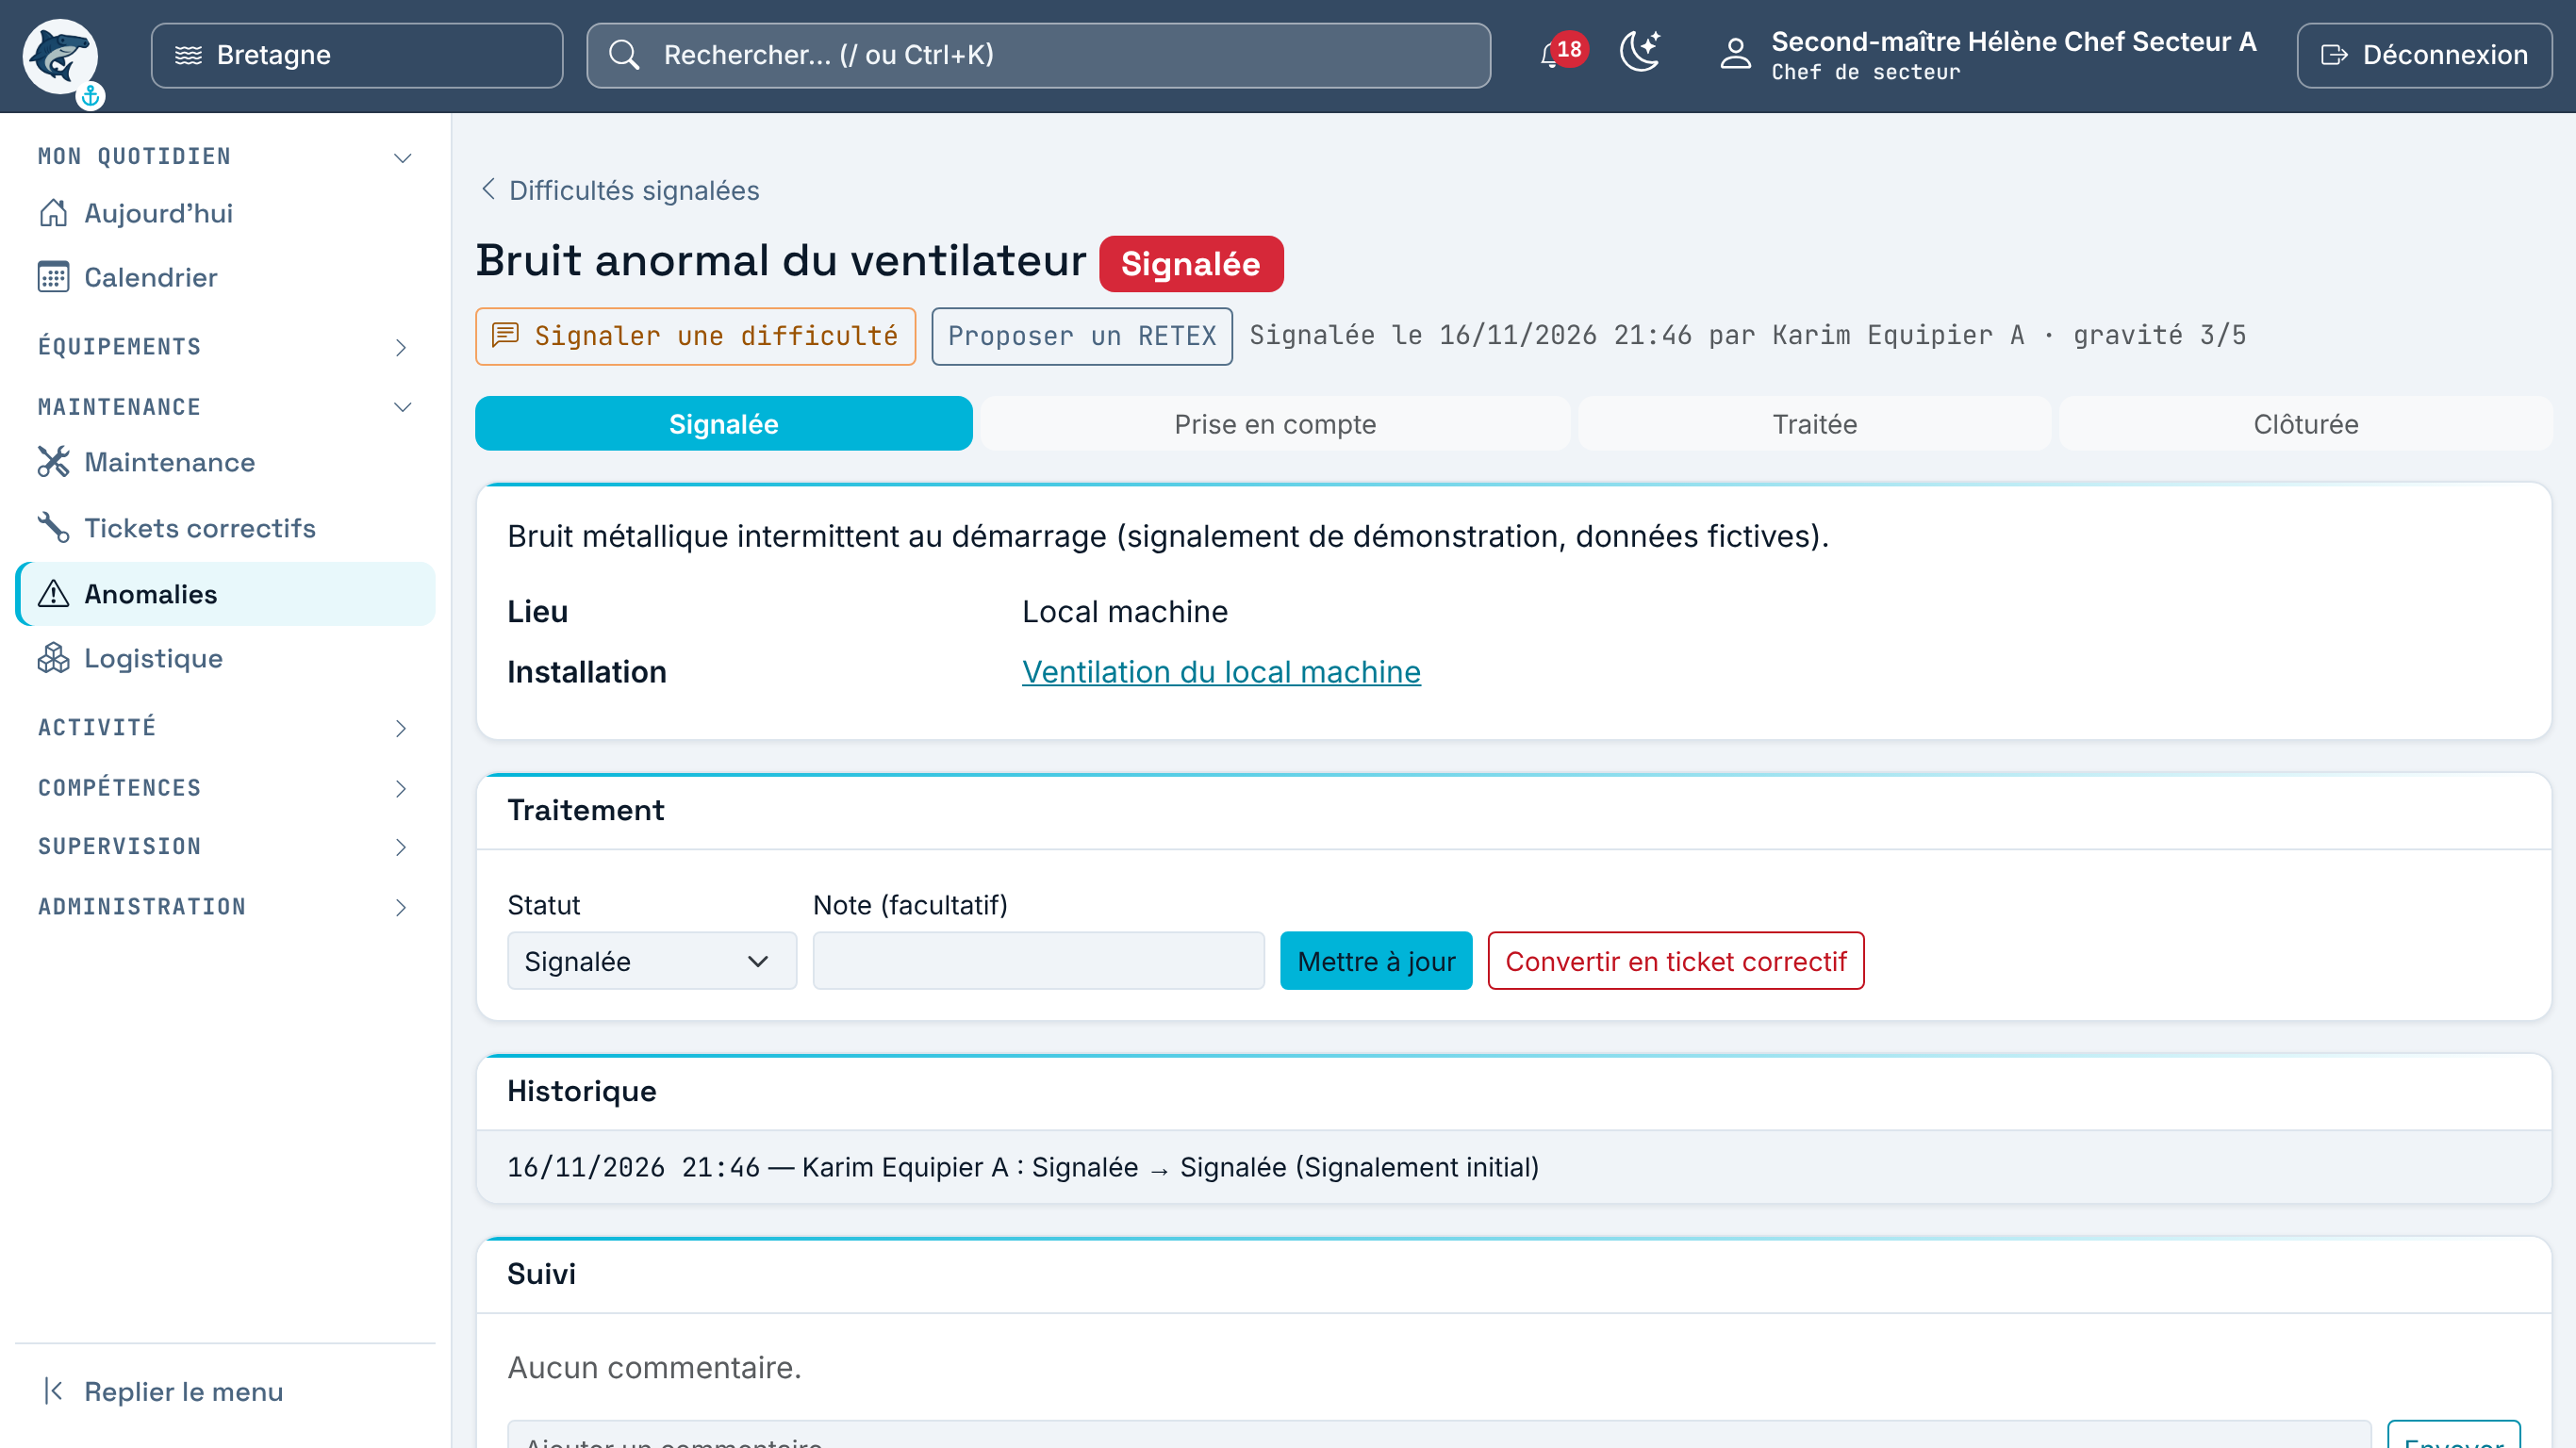 Bretagne
Rechercher... (/ ou Ctrl+K)
18
Second-maître Hélène Chef Secteur A
Chef de secteur
Déconnexion
MON QUOTIDIEN
Aujourd'hui
Calendrier
ÉQUIPEMENTS
MAINTENANCE
Maintenance
Tickets correctifs
Anomalies
Logistique
ACTIVITÉ
COMPÉTENCES
SUPERVISION
ADMINISTRATION
Replier le menu
Difficultés signalées
Bruit anormal du ventilateur Signalée
Signaler une difficulté Proposer un RETEX Signalée le 16/11/2026 21:46 par Karim Equipier A · gravité 3/5
Signalée Prise en compte Traitée Clôturée
Bruit métallique intermittent au démarrage (signalement de démonstration, données fictives).
Lieu Local machine
Installation Ventilation du local machine
Traitement
Statut Note (facultatif)
Signalée Mettre à jour Convertir en ticket correctif
Historique
16/11/2026 21:46 — Karim Equipier A : Signalée → Signalée (Signalement initial)
Suivi
Aucun commentaire.
Ajouter un commentaire
Envoyer